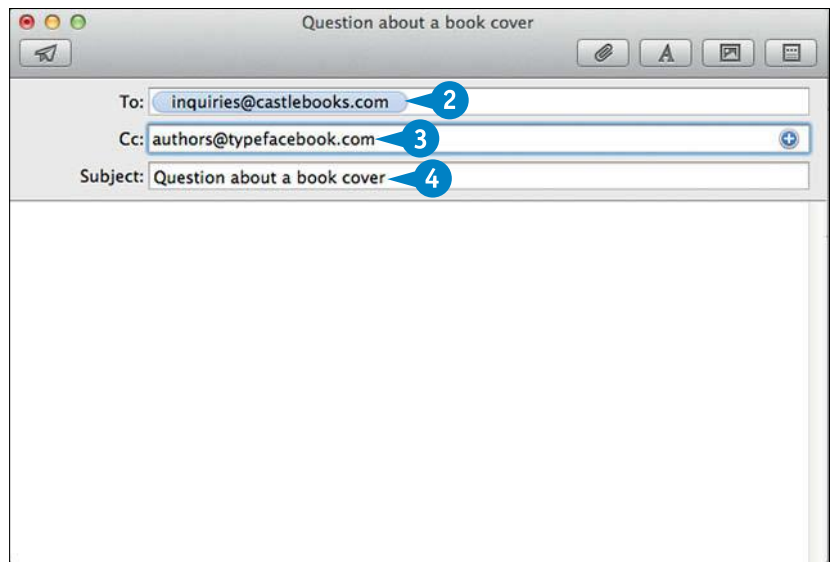 Question about a book cover
A
To: inquiries@castlebooks.com 2
Cc: authors@typefacebook.com 3
Subject: Question about a book cover 4